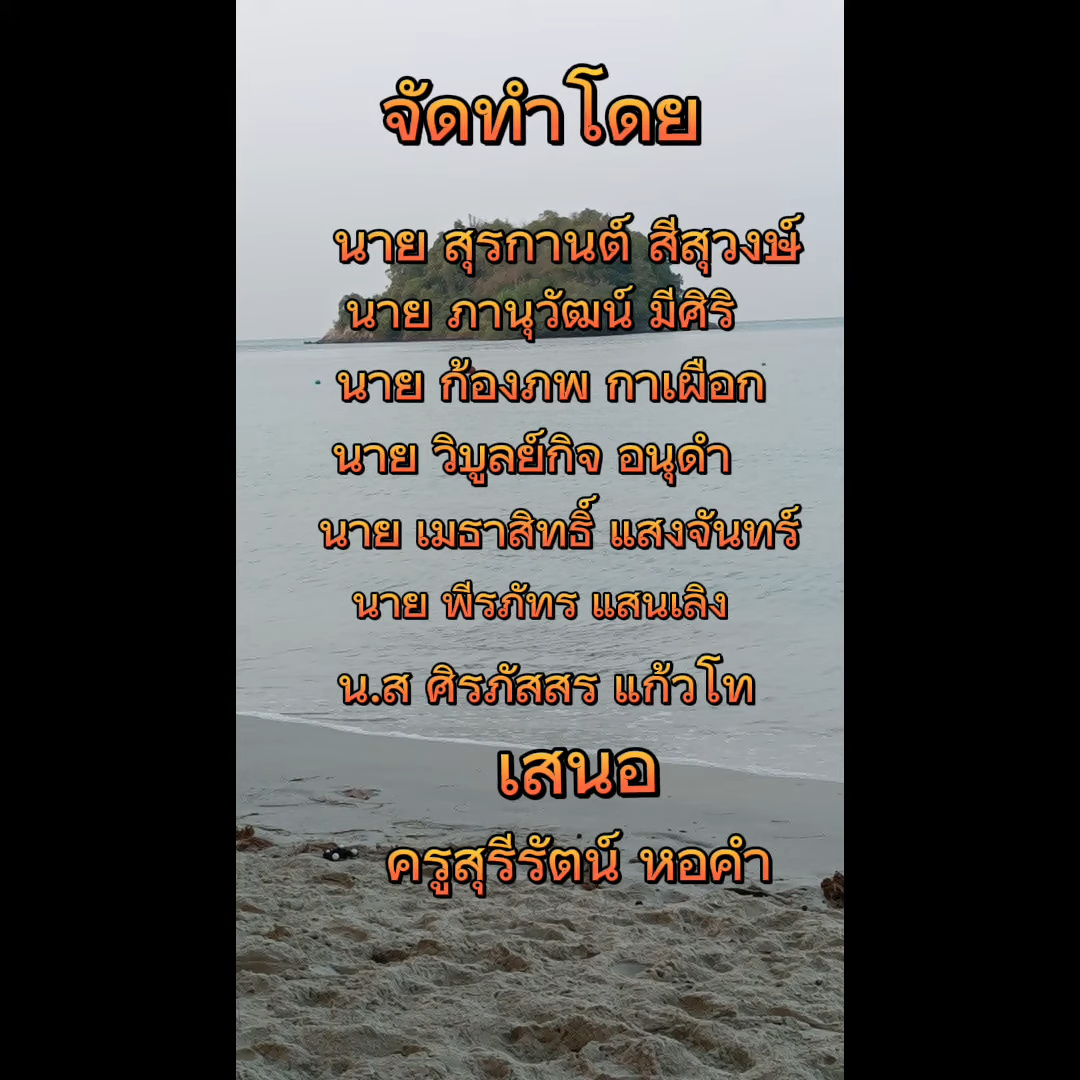 จัดทำโดย
นาย สุรกานต์ สีสุวงษ์
นาย ภานุวัฒน์ มีศิริ
นาย ก้องภพ กาเผือก
นาย วิบูลย์กิจ อนุดำ
นาย เมธาสิทธิ์ แสงจันทร์
นาย พีรภัทร แสนเลิง
น.ส ศิรภัสสร แก้วโท
เสนอ
ครูสุรีรัตน์ หอคำ